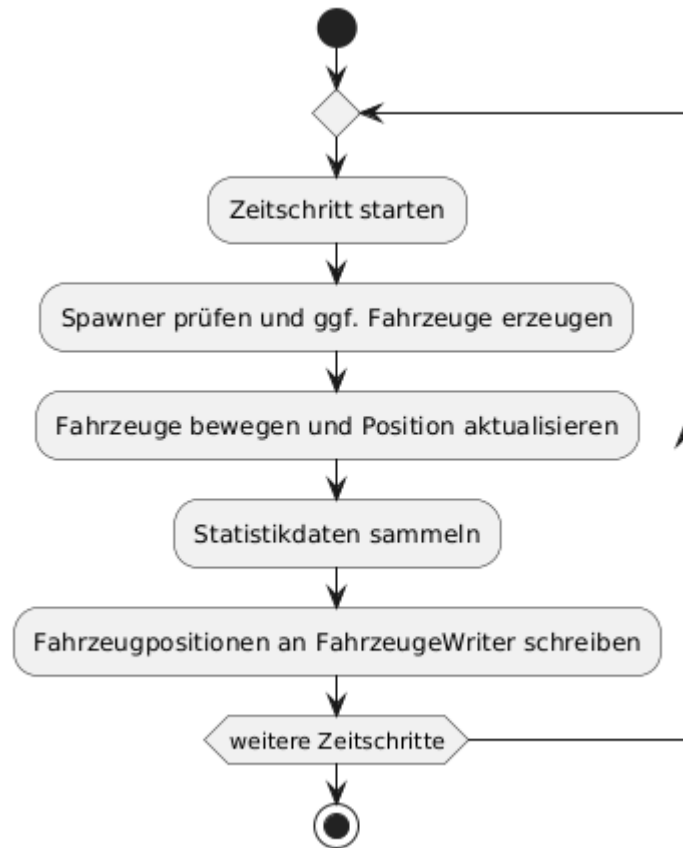 Zeitschritt starten
Spawner prüfen und ggf. Fahrzeuge erzeugen
Fahrzeuge bewegen und Position aktualisieren
Statistikdaten sammeln
Fahrzeugpositionen an FahrzeugeWriter schreiben
weitere Zeitschritte